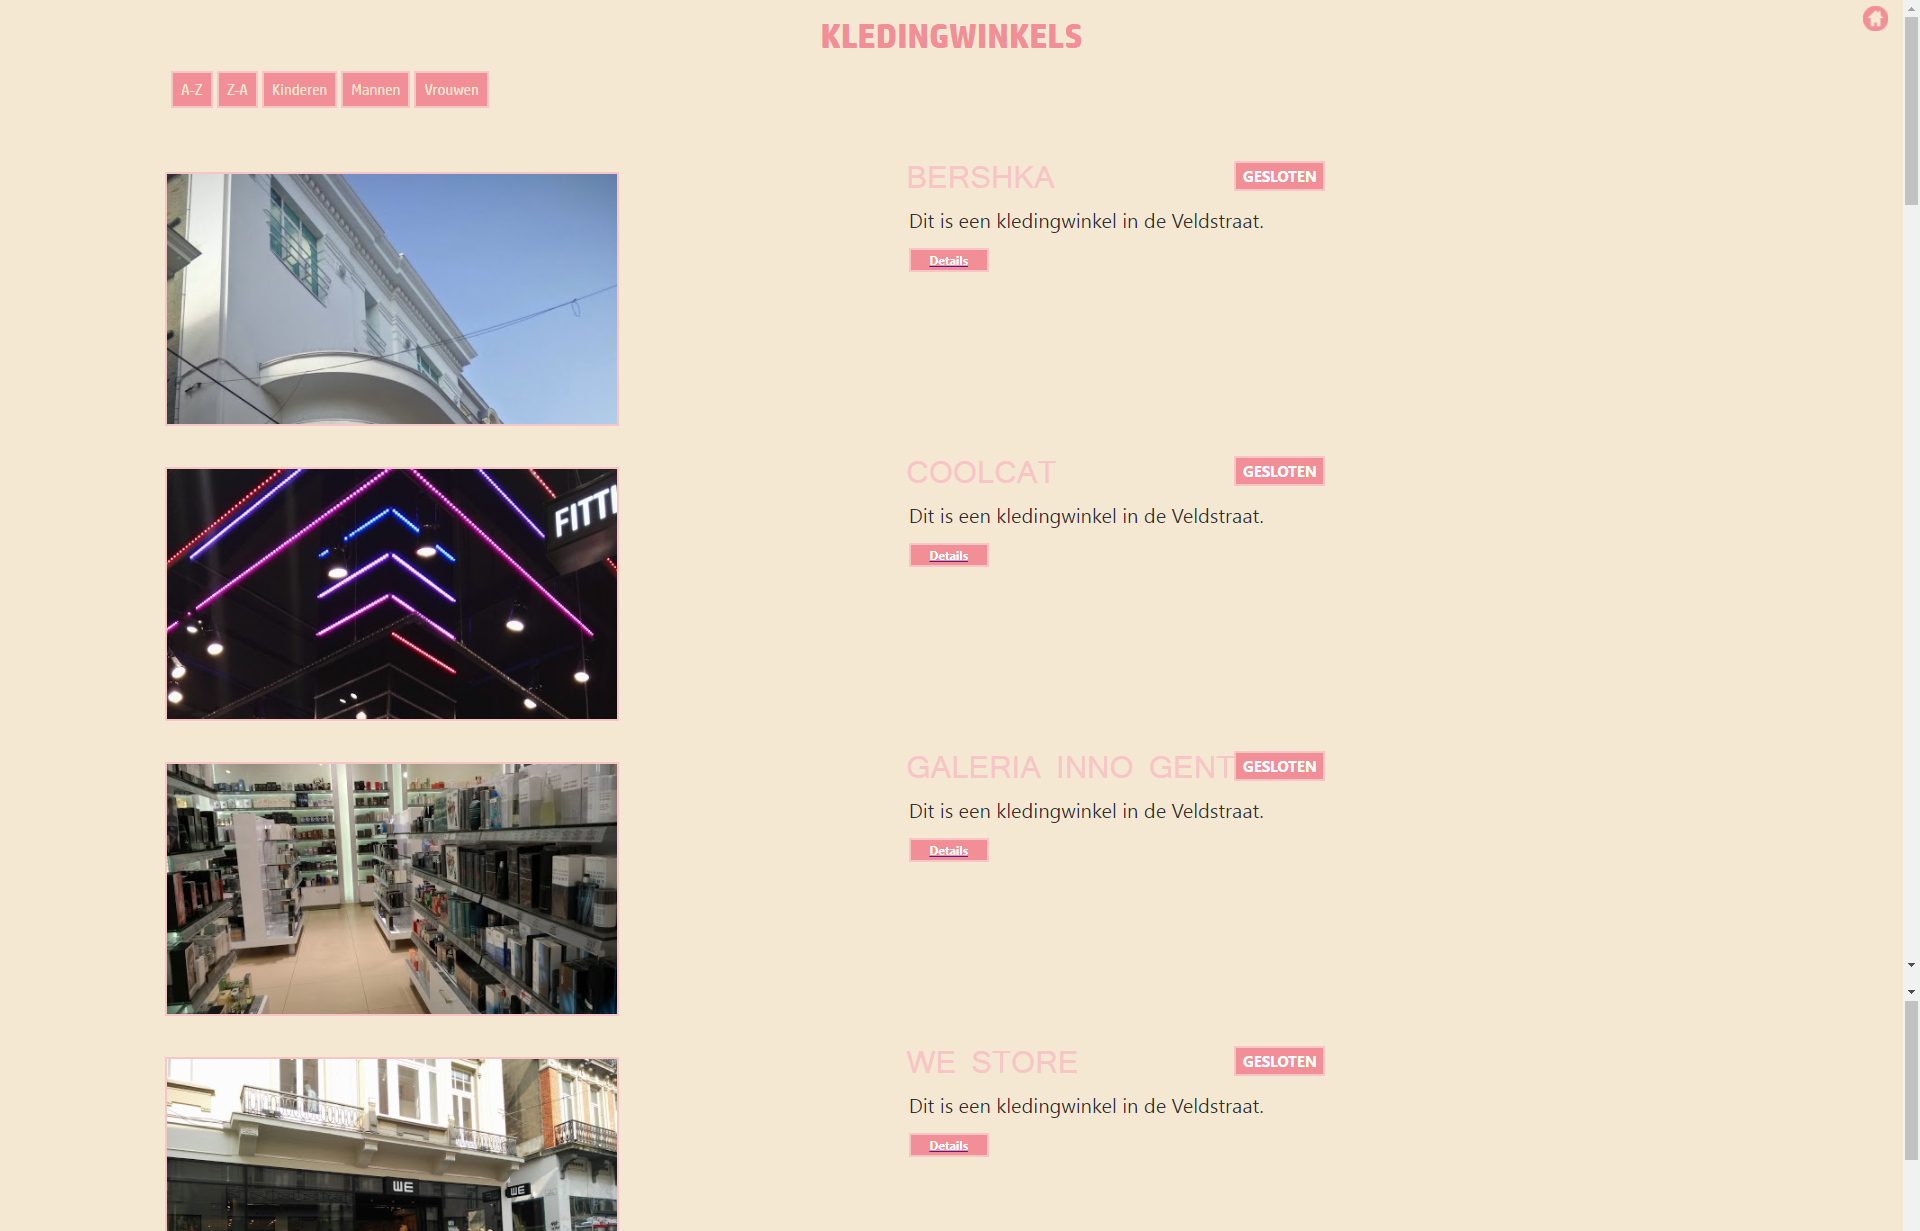 KLEDINGWINKELS
A-Z Z-A Kinderen Mannen Vrouwen
BERSHKA GESLOTEN
Dit is een kledingwinkel in de Veldstraat.
Details
FITTI
COOLCAT GESLOTEN
Dit is een kledingwinkel in de Veldstraat.
Details
GALERIA INNO GENT GESLOTEN
Dit is een kledingwinkel in de Veldstraat.
Details
WE STORE GESLOTEN
Dit is een kledingwinkel in de Veldstraat.
Details
WE
WE